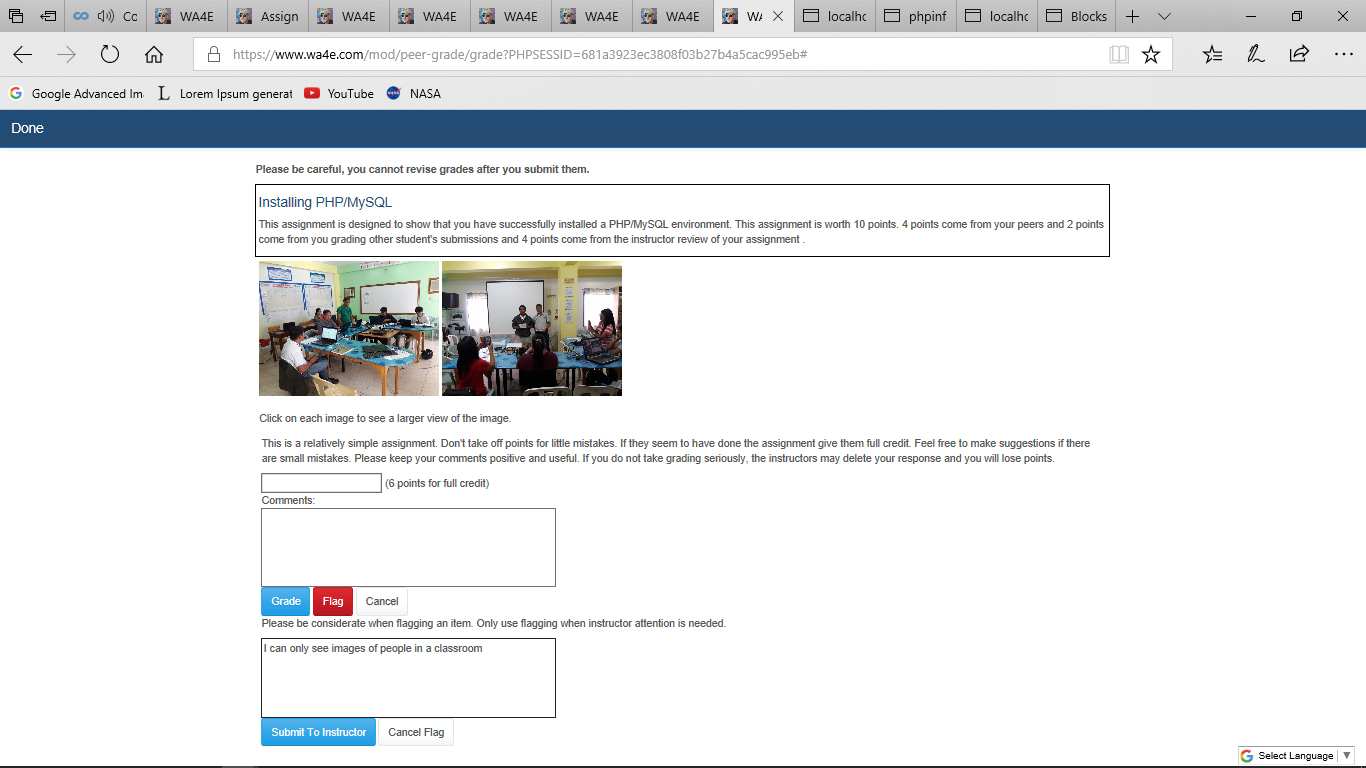 Cc
WA4E
Assign
WA4E
WA4E
WA4E
WA4E
WA4E
WA
localhc
phpinf
localhc
Blocks
https://www.wa4e.com/mod/peer-grade/grade?PHPSESSID=681a3923ec3808f03b27b4a5cac995eb#
Google Advanced Im
Lorem Ipsum generat
YouTube
NASA
Done
Please be careful, you cannot revise grades after you submit them.
Installing PHP/MySQL
This assignment is designed to show that you have successfully installed a PHP/MySQL environment. This assignment is worth 10 points. 4 points come from your peers and 2 points
come from you grading other student's submissions and 4 points come from the instructor review of your assignment .
Click on each image to see a larger view of the image.
This is a relatively simple assignment. Don't take off points for little mistakes. If they seem to have done the assignment give them full credit. Feel free to make suggestions if there
are small mistakes. Please keep your comments positive and useful. If you do not take grading seriously, the instructors may delete your response and you will lose points.
(6 points for full credit)
Comments:
Grade Flag Cancel
Please be considerate when flagging an item. Only use flagging when instructor attention is needed.
I can only see images of people in a classroom
Submit To Instructor Cancel Flag
Select Language